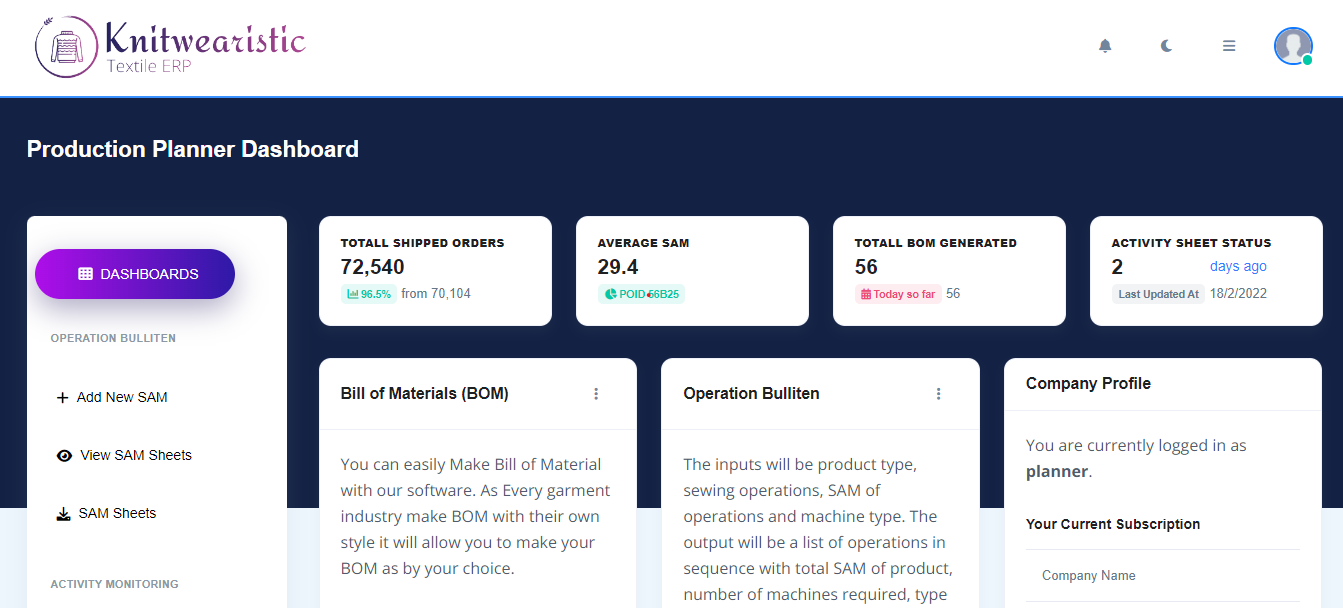 Knitwearistic
Textile ERP
Production Planner Dashboard
DASHBOARDS
OPERATION BULLITEN
Add New SAM
View SAM Sheets
SAM Sheets
ACTIVITY MONITORING
TOTALL SHIPPED ORDERS
72,540
96.5% from 70,104
AVERAGE SAM
29.4
POID66B25
TOTALL BOM GENERATED
56
Today so far 56
ACTIVITY SHEET STATUS
2 days ago
Last Updated At 18/2/2022
Bill of Materials (BOM)
You can easily Make Bill of Material
with our software. As Every garment
industry make BOM with their own
style it will allow you to make your
BOM as by your choice.
Operation Bulliten
The inputs will be product type,
sewing operations, SAM of
operations and machine type. The
output will be a list of operations in
sequence with total SAM of product,
number of machines required, type
Company Profile
You are currently logged in as
planner.
Your Current Subscription
Company Name